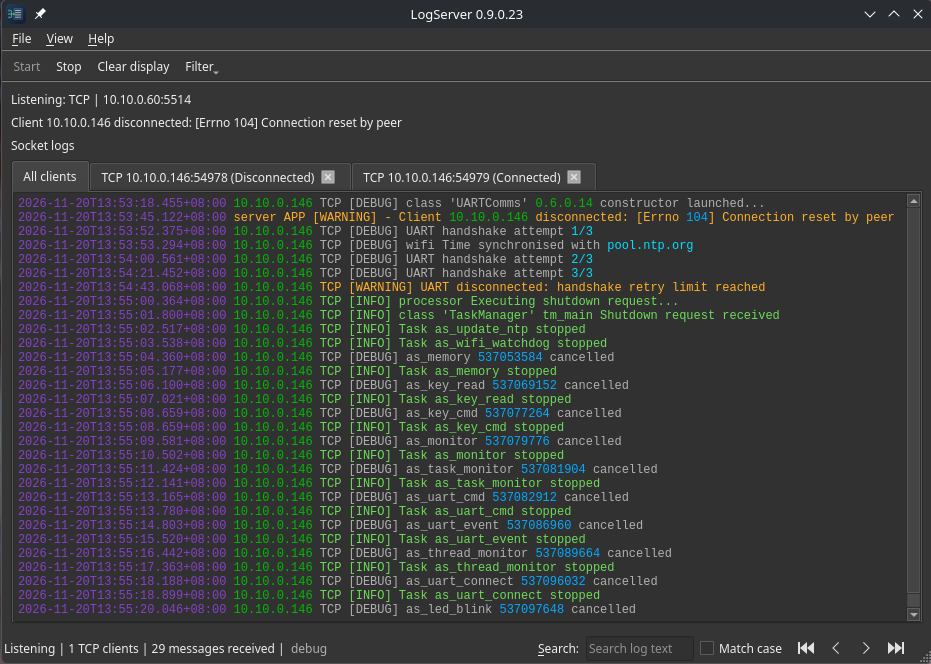 LogServer 0.9.0.23
File View Help
Start Stop Clear display Filter
Listening: TCP | 10.10.0.60:5514
Client 10.10.0.146 disconnected: [Errno 104] Connection reset by peer
Socket logs
All clients TCP 10.10.0.146:54978 (Disconnected) TCP 10.10.0.146:54979 (Connected)
2026-11-20T13:53:18.455+08:00 10.10.0.146 TCP [DEBUG] class 'UARTComms' 0.6.0.14 constructor launched...
2026-11-20T13:53:45.122+08:00 server APP [WARNING] - Client 10.10.0.146 disconnected: [Errno 104] Connection reset by peer
2026-11-20T13:53:52.375+08:00 10.10.0.146 TCP [DEBUG] UART handshake attempt 1/3
2026-11-20T13:53:53.294+08:00 10.10.0.146 TCP [DEBUG] wifi Time synchronised with pool.ntp.org
2026-11-20T13:54:00.561+08:00 10.10.0.146 TCP [DEBUG] UART handshake attempt 2/3
2026-11-20T13:54:21.452+08:00 10.10.0.146 TCP [DEBUG] UART handshake attempt 3/3
2026-11-20T13:54:43.068+08:00 10.10.0.146 TCP [WARNING] UART disconnected: handshake retry limit reached
2026-11-20T13:55:00.364+08:00 10.10.0.146 TCP [INFO] processor Executing shutdown request...
2026-11-20T13:55:01.800+08:00 10.10.0.146 TCP [INFO] class 'TaskManager' tm_main Shutdown request received
2026-11-20T13:55:02.517+08:00 10.10.0.146 TCP [INFO] Task as_update_ntp stopped
2026-11-20T13:55:03.538+08:00 10.10.0.146 TCP [INFO] Task as_wifi_watchdog stopped
2026-11-20T13:55:04.360+08:00 10.10.0.146 TCP [DEBUG] as_memory 537053584 cancelled
2026-11-20T13:55:05.177+08:00 10.10.0.146 TCP [INFO] Task as_memory stopped
2026-11-20T13:55:06.100+08:00 10.10.0.146 TCP [DEBUG] as_key_read 537069152 cancelled
2026-11-20T13:55:07.021+08:00 10.10.0.146 TCP [INFO] Task as_key_read stopped
2026-11-20T13:55:08.659+08:00 10.10.0.146 TCP [DEBUG] as_key_cmd 537077264 cancelled
2026-11-20T13:55:08.659+08:00 10.10.0.146 TCP [INFO] Task as_key_cmd stopped
2026-11-20T13:55:09.581+08:00 10.10.0.146 TCP [DEBUG] as_monitor 537079776 cancelled
2026-11-20T13:55:10.502+08:00 10.10.0.146 TCP [INFO] Task as_monitor stopped
2026-11-20T13:55:11.424+08:00 10.10.0.146 TCP [DEBUG] as_task_monitor 537081904 cancelled
2026-11-20T13:55:12.141+08:00 10.10.0.146 TCP [INFO] Task as_task_monitor stopped
2026-11-20T13:55:13.165+08:00 10.10.0.146 TCP [DEBUG] as_uart_cmd 537082912 cancelled
2026-11-20T13:55:13.780+08:00 10.10.0.146 TCP [INFO] Task as_uart_cmd stopped
2026-11-20T13:55:14.803+08:00 10.10.0.146 TCP [DEBUG] as_uart_event 537086960 cancelled
2026-11-20T13:55:15.520+08:00 10.10.0.146 TCP [INFO] Task as_uart_event stopped
2026-11-20T13:55:16.442+08:00 10.10.0.146 TCP [DEBUG] as_thread_monitor 537089664 cancelled
2026-11-20T13:55:17.363+08:00 10.10.0.146 TCP [INFO] Task as_thread_monitor stopped
2026-11-20T13:55:18.188+08:00 10.10.0.146 TCP [DEBUG] as_uart_connect 537096032 cancelled
2026-11-20T13:55:18.899+08:00 10.10.0.146 TCP [INFO] Task as_uart_connect stopped
2026-11-20T13:55:20.046+08:00 10.10.0.146 TCP [DEBUG] as_led_blink 537097648 cancelled
Listening | 1 TCP clients | 29 messages received | debug Search: Search log text Match case